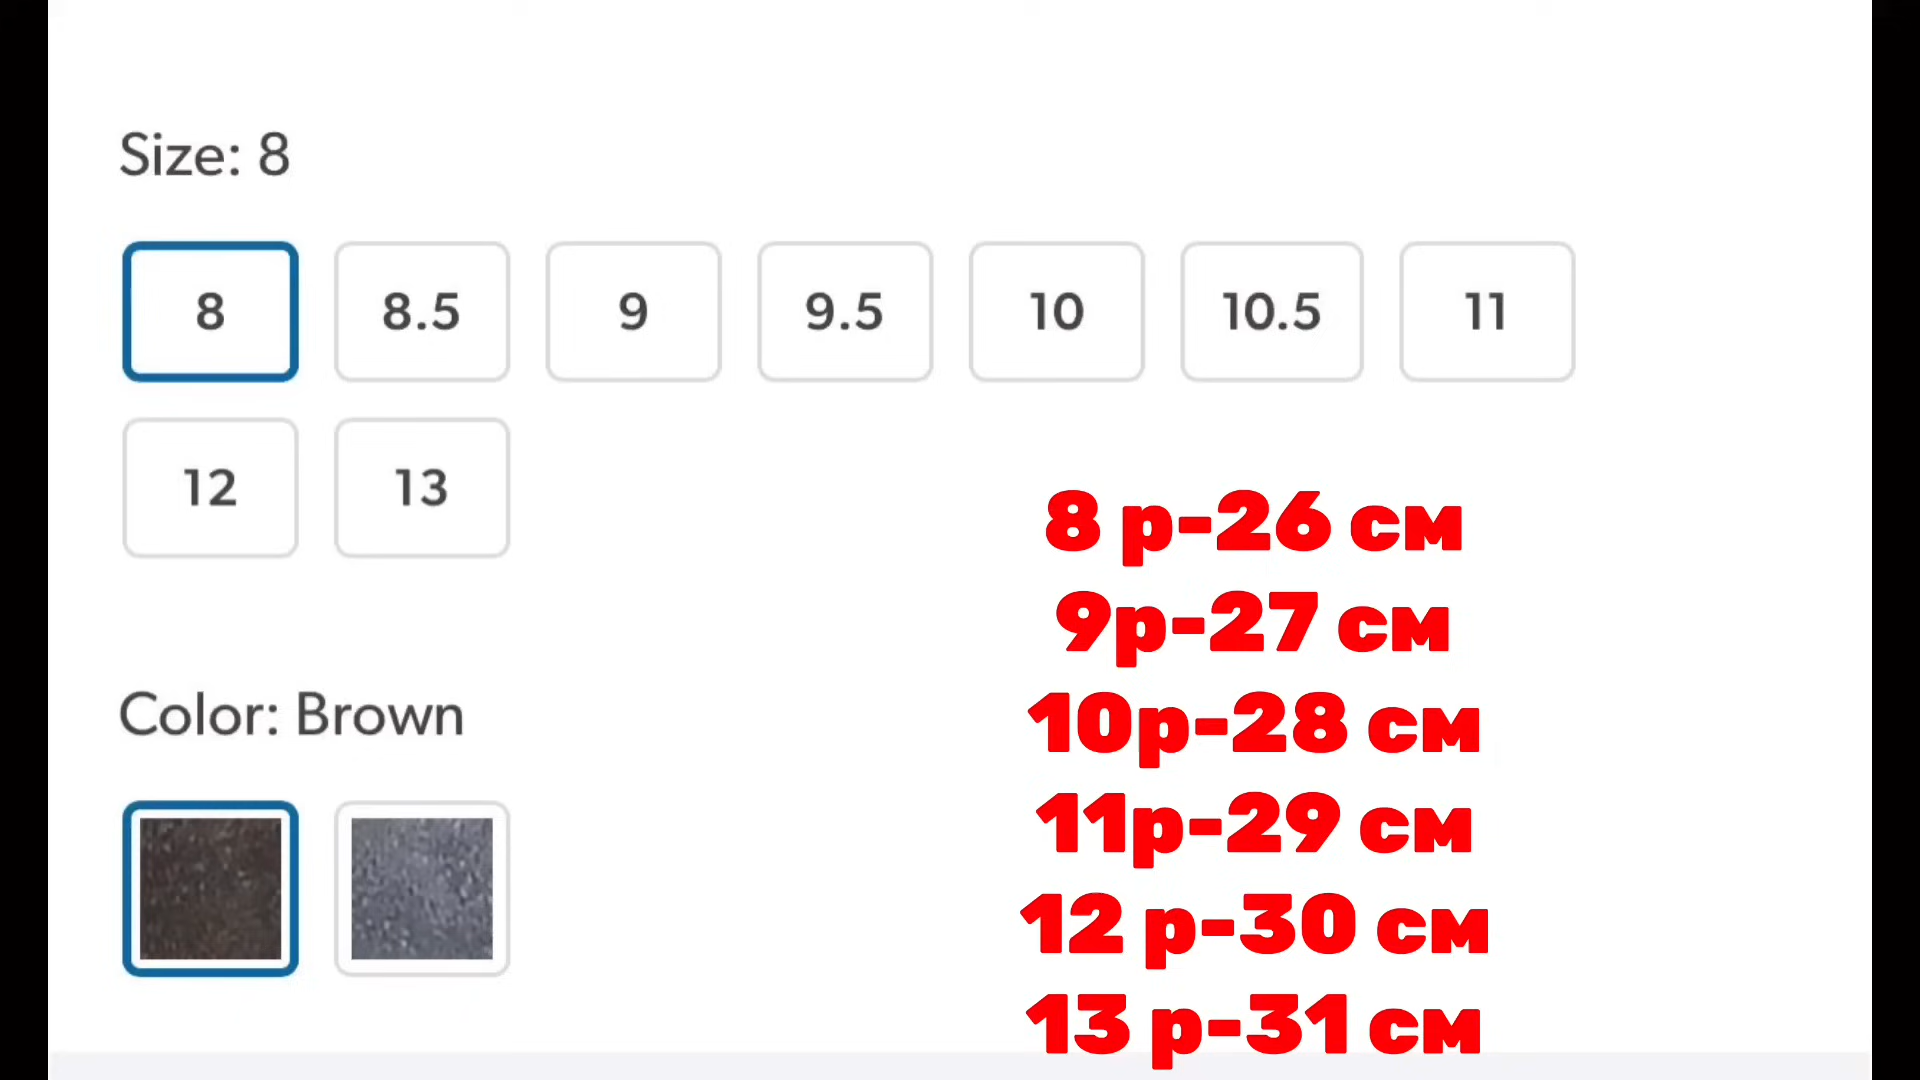 Size: 8
8 8.5 9 9.5 10 10.5 11
12 13
8 р-26 см
9р-27 см
10р-28 см
11р-29 см
12 р-30 см
13 р-31 см
Color: Brown